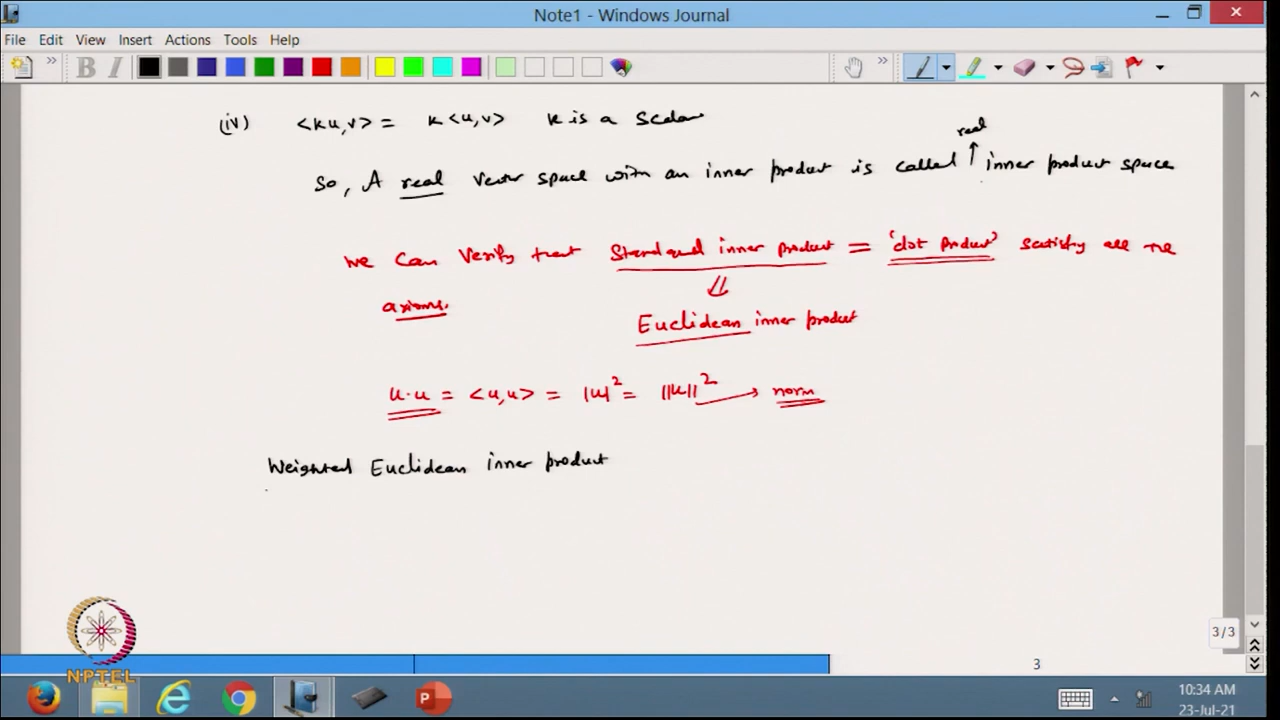 Note1 - Windows Journal
File Edit View Insert Actions Tools Help
(iv) <ku,v> = k<u,v> k is a scalar
real
So, A real vector space with an inner product is called ↑ inner product space
We can verify that Standard inner product = 'dot product' satisfy all the
axioms.
⇓
Euclidean inner product
u·u = <u,u> = |u|² = ||u||² → norm
Weighted Euclidean inner product
3/3
3
NPTEL
10:34 AM
23-Jul-21